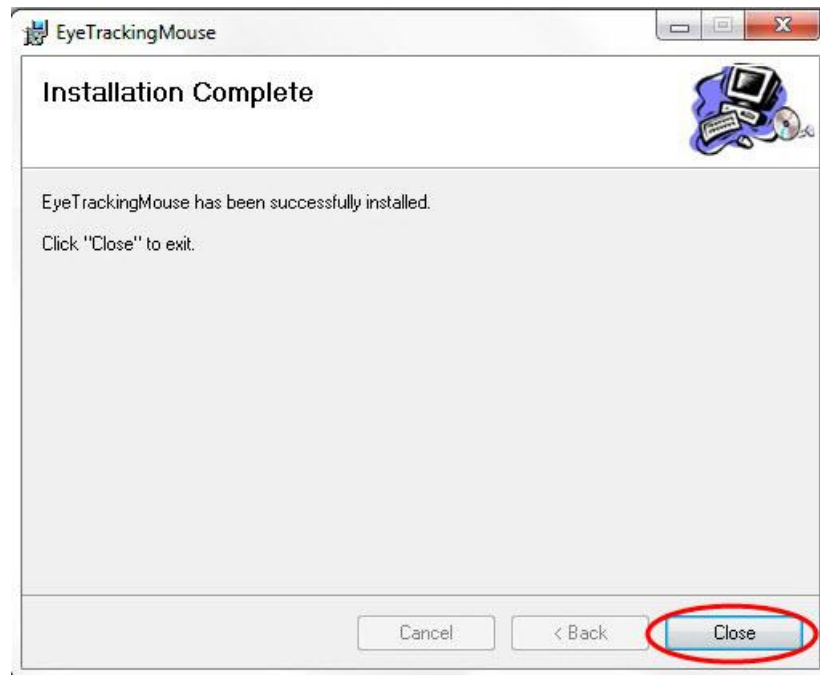 EyeTrackingMouse
Installation Complete
EyeTrackingMouse has been successfully installed.
Click "Close" to exit.
Cancel
< Back
Close